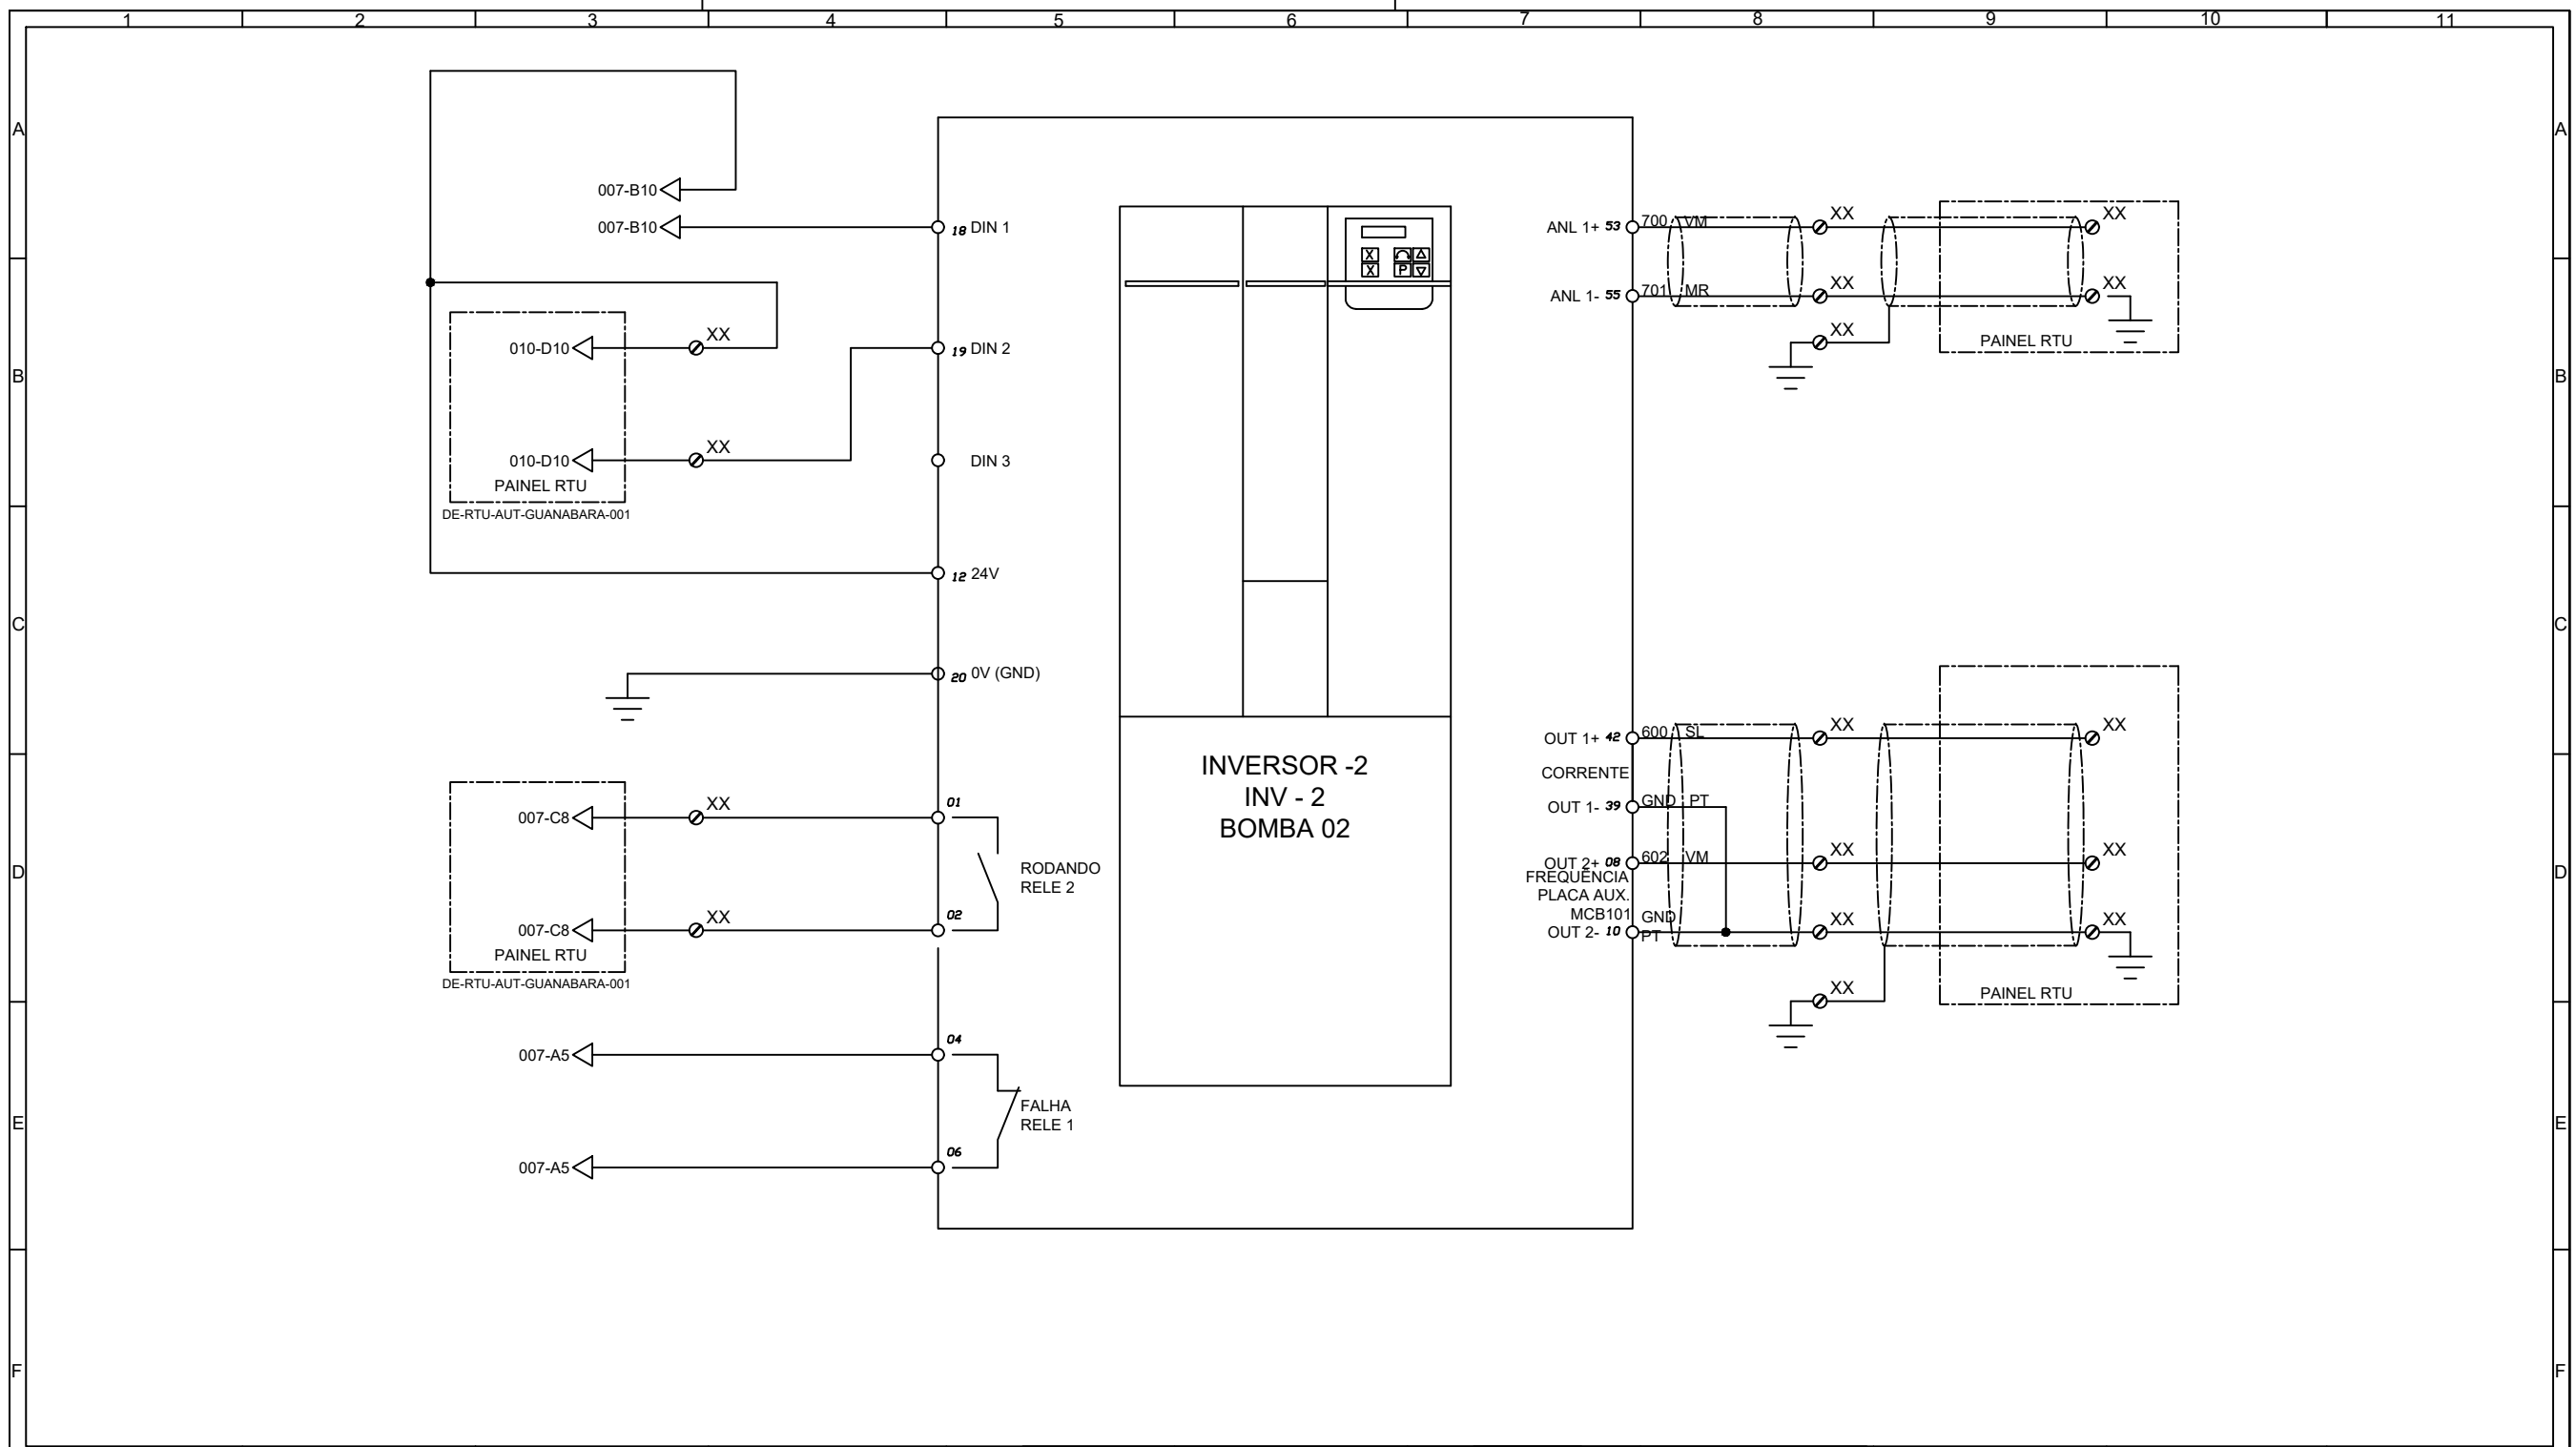 1 2 3 4 5 6 7 8 9 10 11
A A
007-B10
007-B10
18 DIN 1
ANL 1+ 53 700 VM XX XX
ANL 1- 55 701 MR XX XX
X
X P
XX
PAINEL RTU
010-D10 XX
19 DIN 2
B B
010-D10 XX
DIN 3
PAINEL RTU
DE-RTU-AUT-GUANABARA-001
12 24V
C C
20 0V (GND)
INVERSOR -2
INV - 2
BOMBA 02
OUT 1+ 42 600 SL XX XX
CORRENTE
OUT 1- 39 GND PT
OUT 2+ 08 602 VM XX XX
FREQUÊNCIA
PLACA AUX.
MCB101 GND
OUT 2- 10 PT XX XX
XX
PAINEL RTU
007-C8 XX 01
RODANDO
RELE 2
D D
007-C8 XX 02
PAINEL RTU
DE-RTU-AUT-GUANABARA-001
007-A5 04
FALHA
RELE 1
E E
007-A5 06
F F